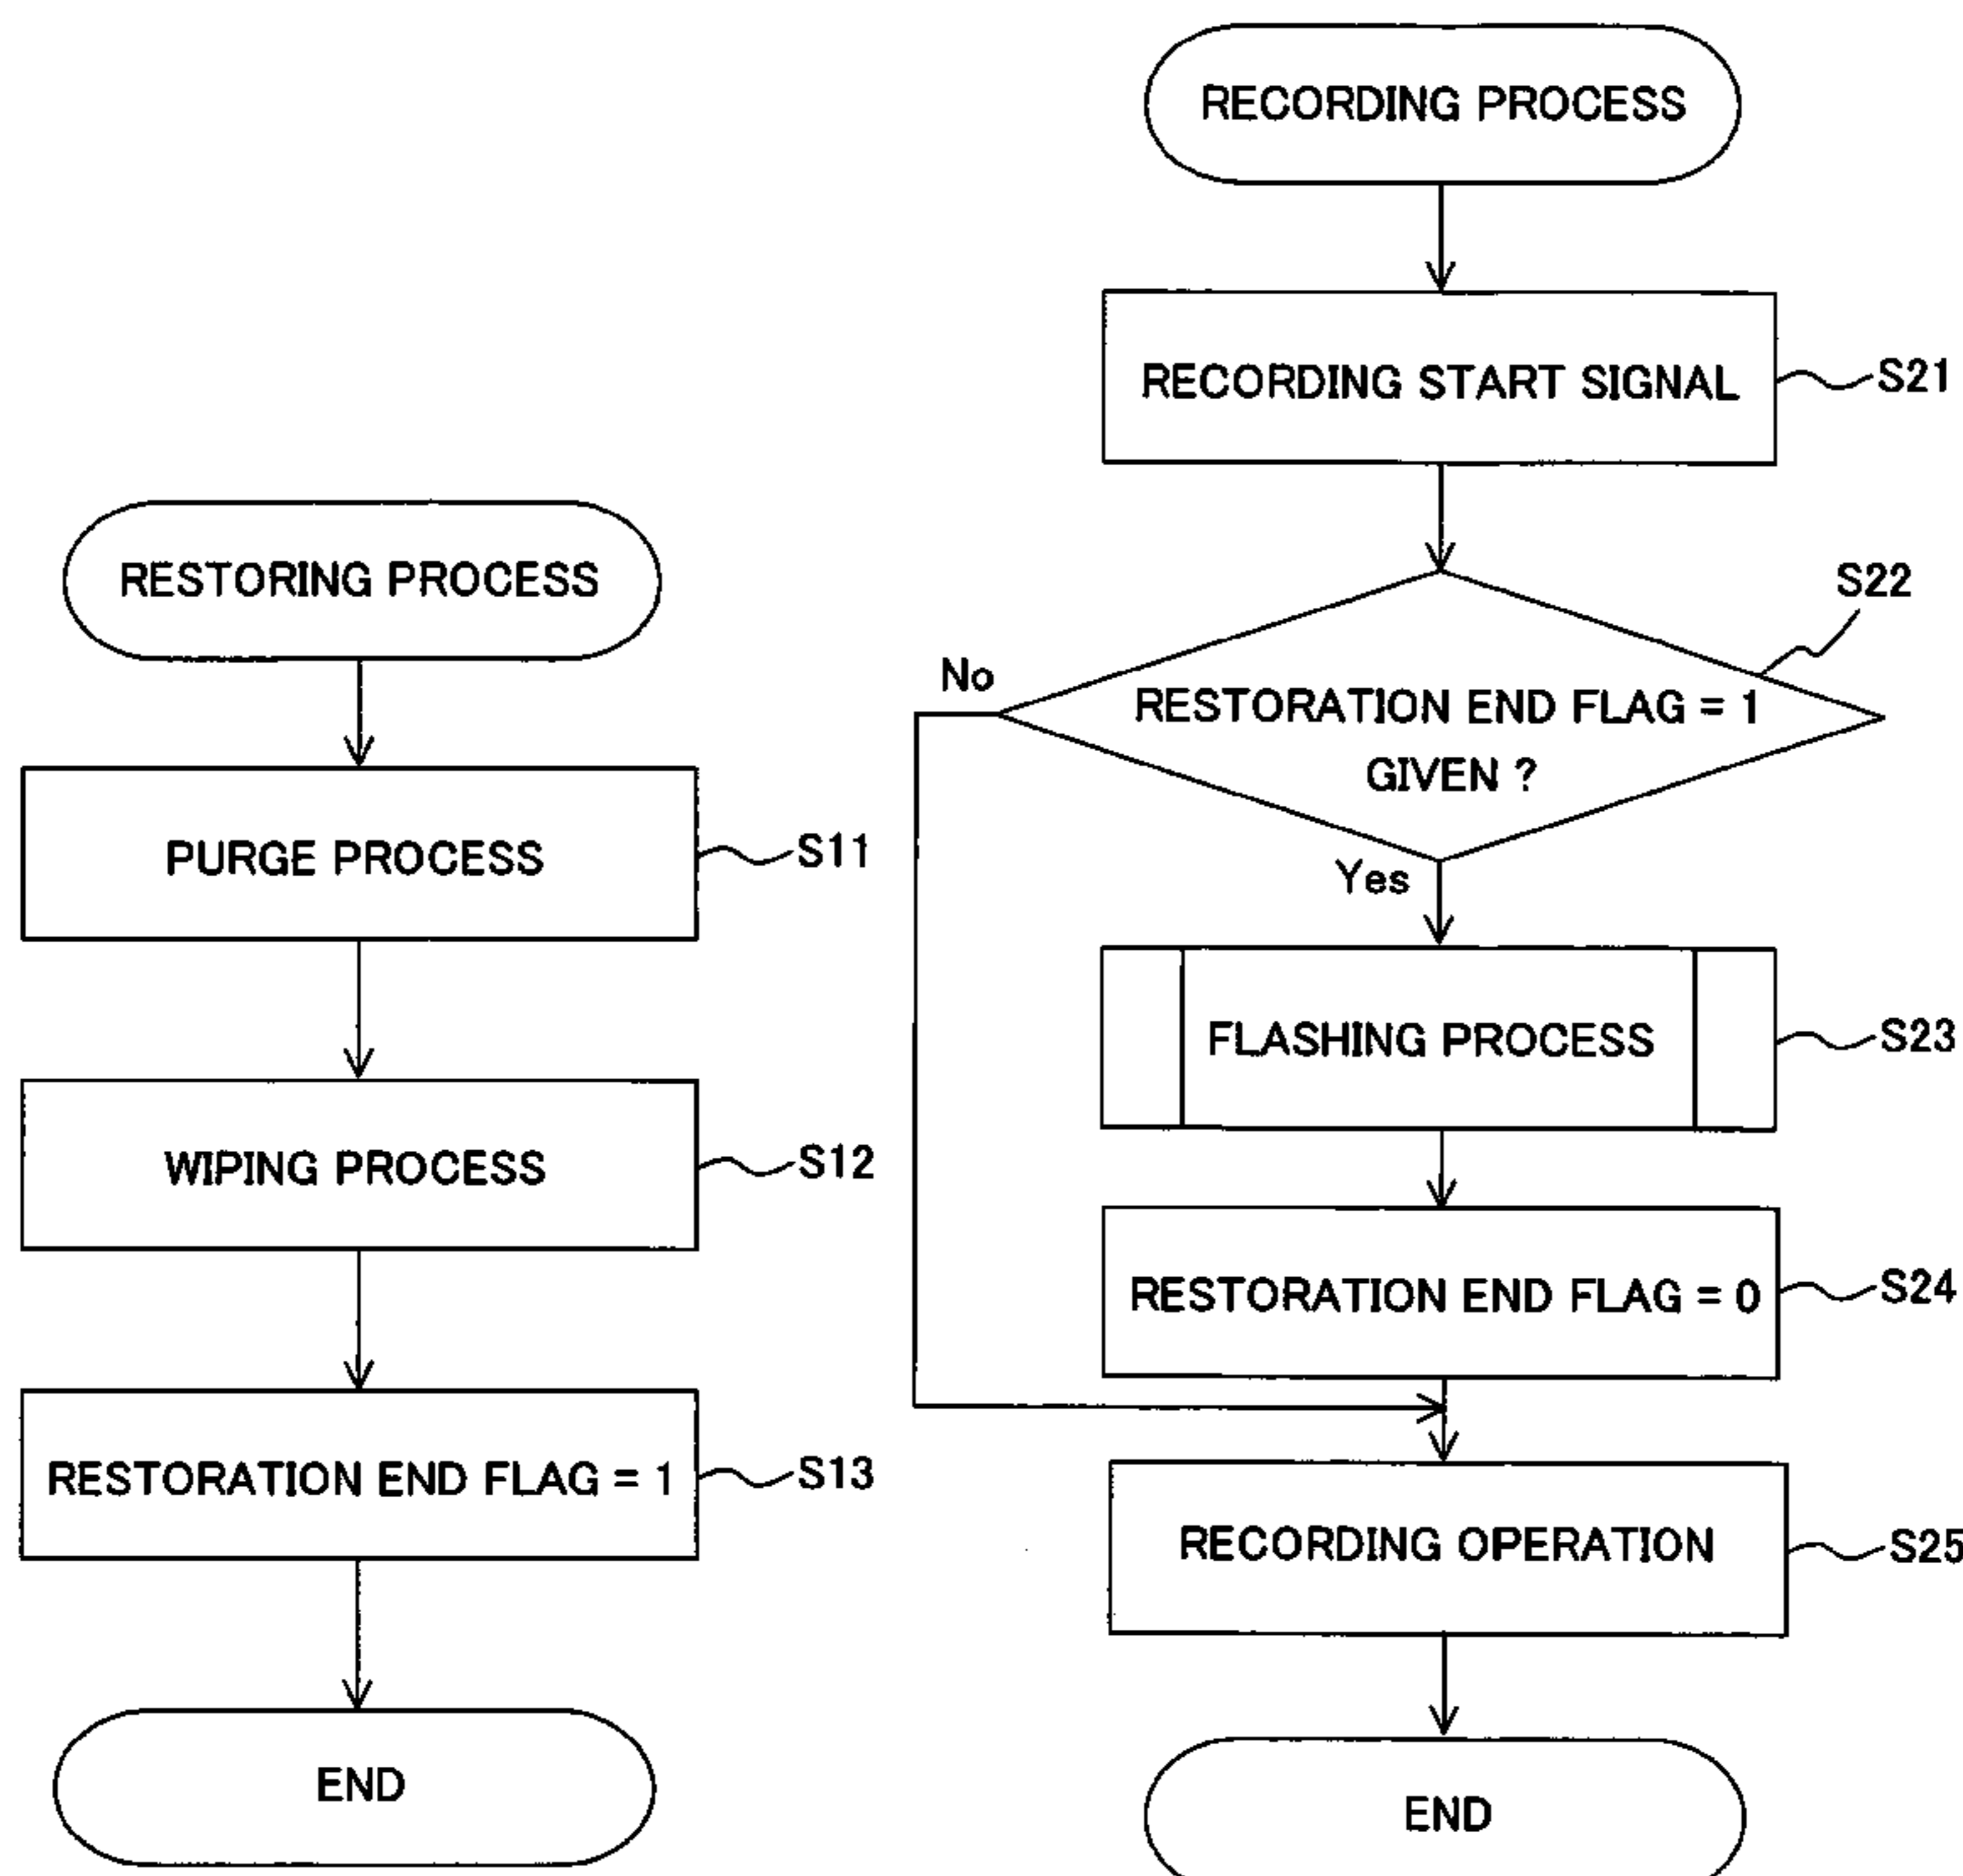 RESTORING PROCESS
PURGE PROCESS
S11
WIPING PROCESS
S12
RESTORATION END FLAG = 1
S13
END
RECORDING PROCESS
RECORDING START SIGNAL
S21
S22
RESTORATION END FLAG = 1
GIVEN ?
No
Yes
FLASHING PROCESS
S23
RESTORATION END FLAG = 0
S24
RECORDING OPERATION
S25
END